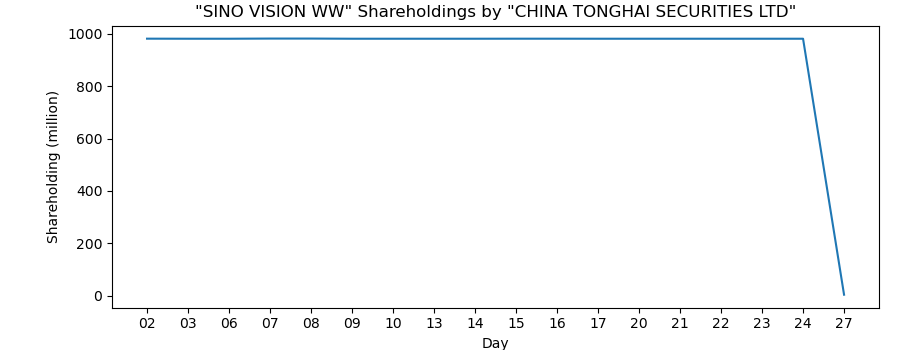 "SINO VISION WW" Shareholdings by "CHINA TONGHAI SECURITIES LTD"
1000
800
600
400
200
0
Shareholding (million)
02 03 06 07 08 09 10 13 14 15 16 17 20 21 22 23 24 27
Day